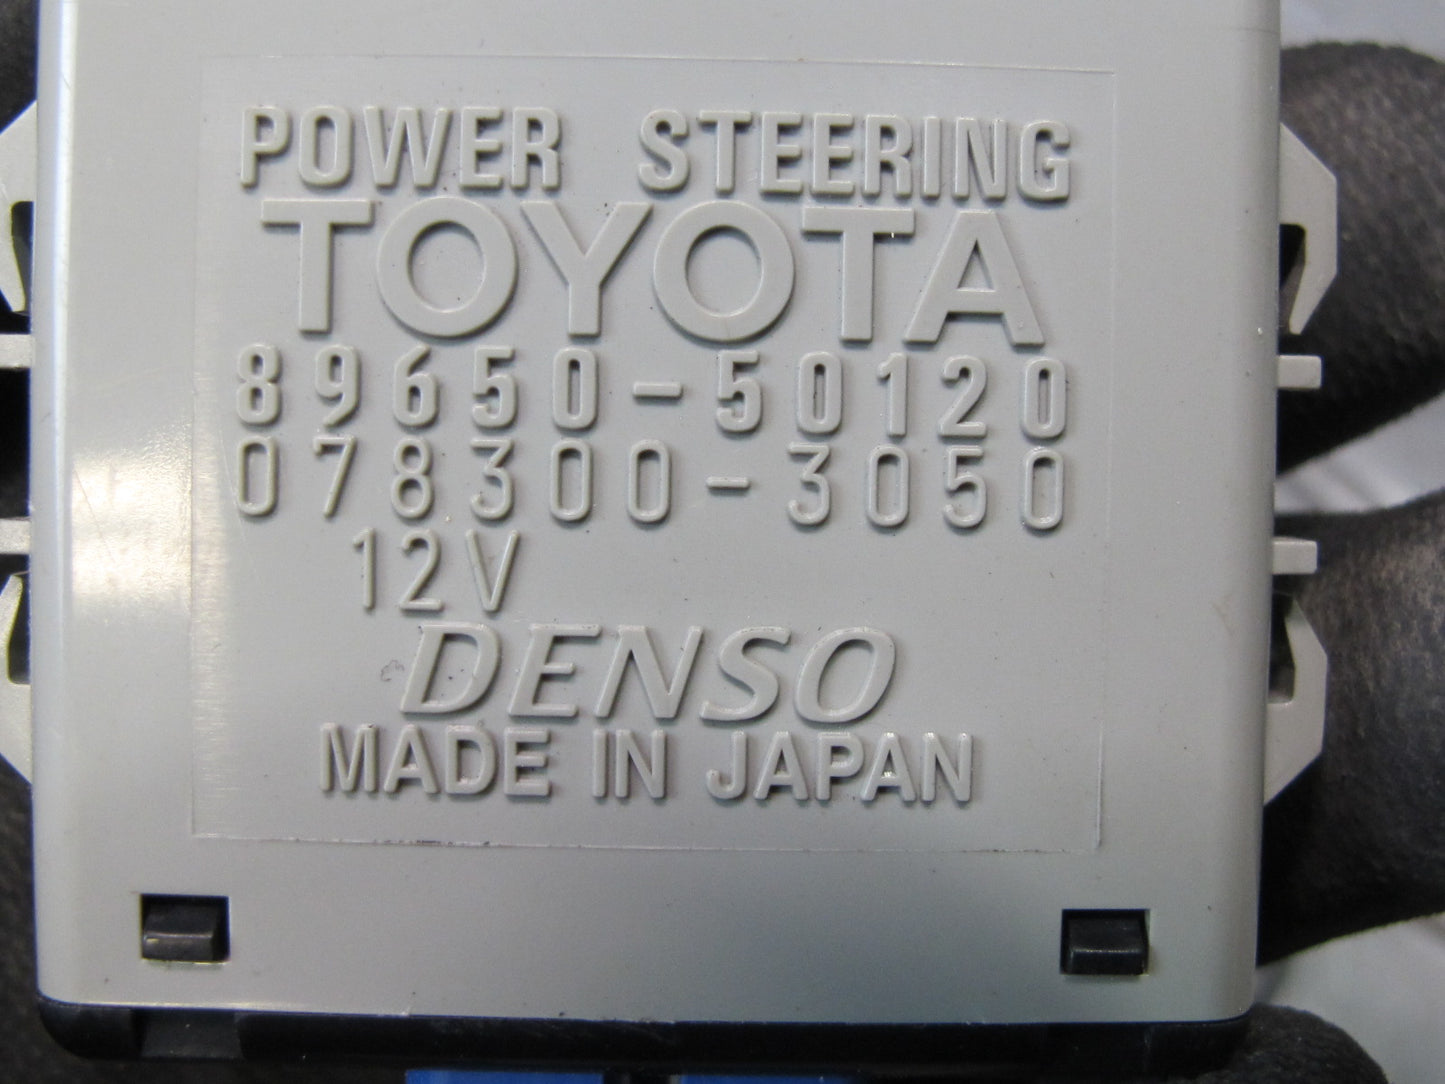 POWER STEERING
TOYOTA
89650-50120
078300-3050
12V
DENSO
MADE IN JAPAN